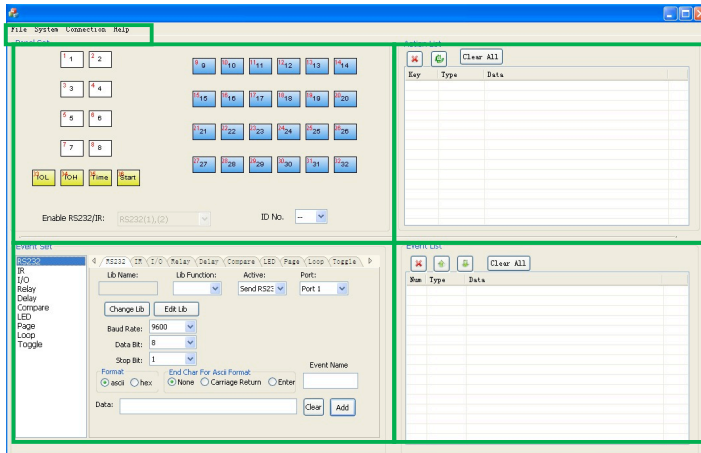 File System Connection Help
Panel Set
Action List
1 1 2 2
3 3 4 4
5 5 6 6
7 7 8 8
IOL IOH Time Start
9 10 11 12 13 14
15 16 17 18 19 20
21 22 23 24 25 26
27 28 29 30 31 32
Enable RS232/IR: RS232(1),(2) ID No. --
Clear All
Key Type Data
Event Set
RS232
IR
I/O
Relay
Delay
Compare
LED
Page
Loop
Toggle
RS232 IR I/O Relay Delay Compare LED Page Loop Toggle
Lib Name: Lib Function: Active: Port:
Send RS23 Port 1
Change Lib Edit Lib
Baud Rate: 9600
Data Bit: 8
Stop Bit: 1
Format End Char For Ascii Format Event Name
ascii hex None Carriage Return Enter
Data: Clear Add
Event List
Clear All
Num Type Data